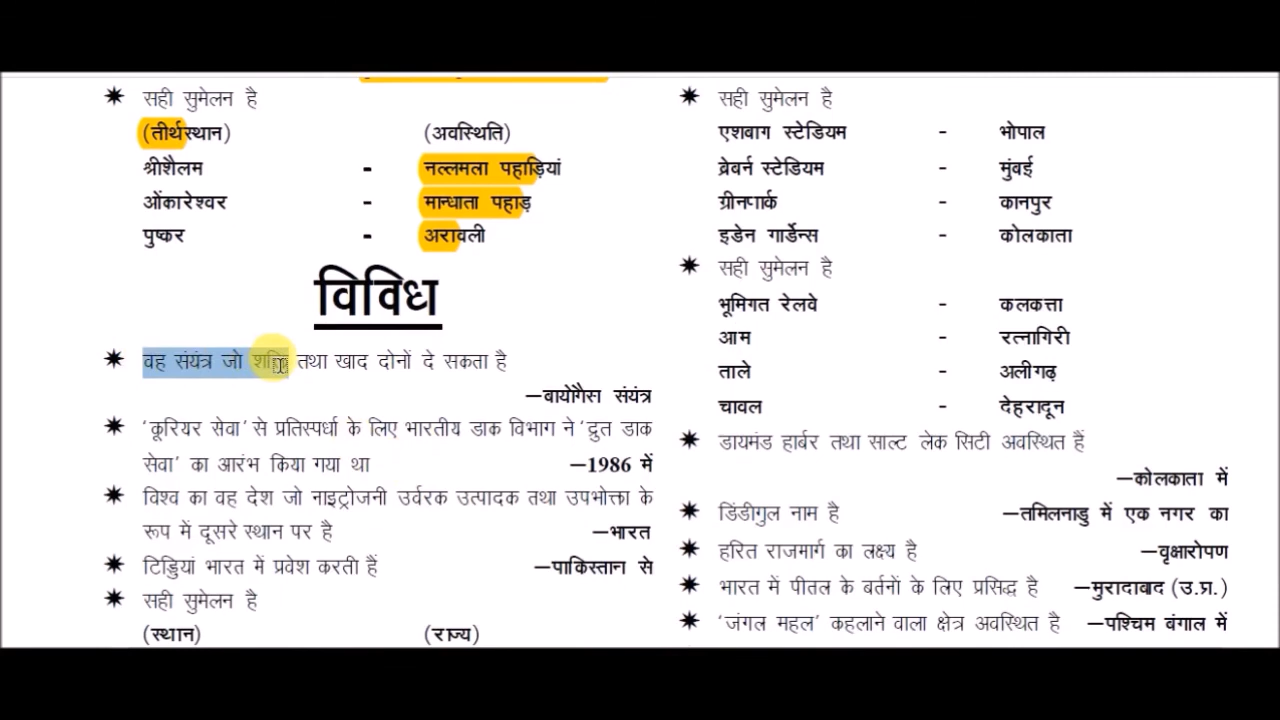 सही सुमेलन है
(तीर्थस्थान) (अवस्थिति)
श्रीशैलम - नल्लमला पहाड़ियां
ओंकारेश्वर - मान्धाता पहाड़
पुष्कर - अरावली
विविध
वह संयंत्र जो शक्ति तथा खाद दोनों दे सकता है
–वायोगैस संयंत्र
‘कूरियर सेवा’ से प्रतिस्पर्धा के लिए भारतीय डाक विभाग ने ‘द्रुत डाक
सेवा’ का आरंभ किया गया था –1986 में
विश्व का वह देश जो नाइट्रोजनी उर्वरक उत्पादक तथा उपभोक्ता के
रूप में दूसरे स्थान पर है –भारत
टिड्डियां भारत में प्रवेश करती हैं –पाकिस्तान से
सही सुमेलन है
(स्थान) (राज्य)
सही सुमेलन है
एशवाग स्टेडियम - भोपाल
ब्रेबर्न स्टेडियम - मुंबई
ग्रीनपार्क - कानपुर
इडेन गार्डेन्स - कोलकाता
सही सुमेलन है
भूमिगत रेलवे - कलकत्ता
आम - रत्नागिरी
ताले - अलीगढ़
चावल - देहरादून
डायमंड हार्बर तथा साल्ट लेक सिटी अवस्थित हैं
–कोलकाता में
डिंडीगुल नाम है –तमिलनाडु में एक नगर का
हरित राजमार्ग का लक्ष्य है –वृक्षारोपण
भारत में पीतल के बर्तनों के लिए प्रसिद्ध है –मुरादाबाद (उ.प्र.)
‘जंगल महल’ कहलाने वाला क्षेत्र अवस्थित है –पश्चिम वंगाल में